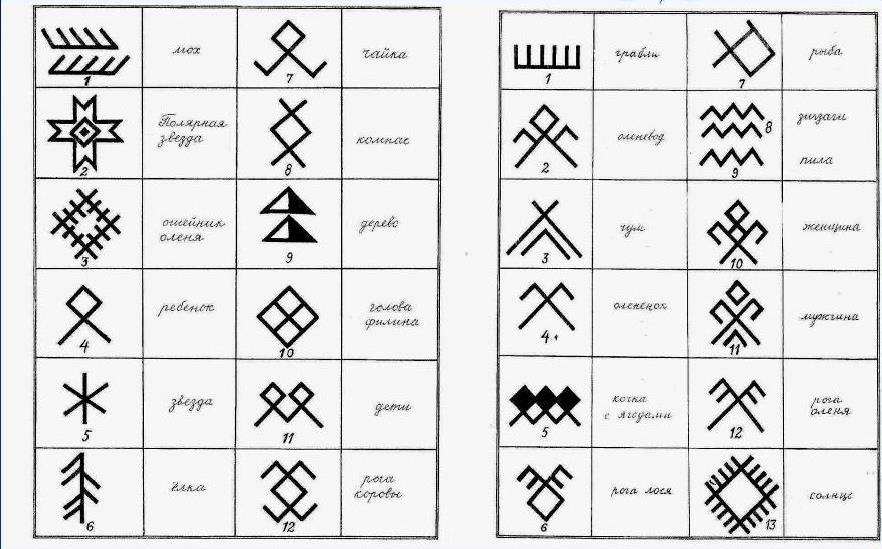 мох
1
чайка
7
Полярная
звезда
2
компас
8
ошейник
оленя
3
дерево
9
ребенок
4
голова
филина
10
звезда
5
дети
11
ёлка
6
рога
коровы
12
гравли
1
рыба
7
оленевод
2
зигзаги
8
пила
9
чум
3
женщина
10
олененок
4
мужчина
11
кочка
с ягодами
5
рога
оленя
12
рога лося
6
солнце
13